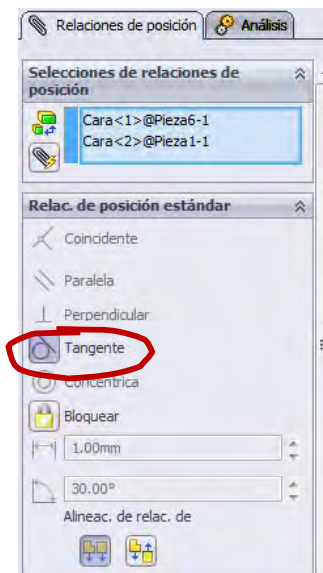 Relaciones de posición
Análisis
Selecciones de relaciones de
posición
Cara<1>@Pieza6-1
Cara<2>@Pieza1-1
Relac. de posición estándar
Coincidente
Paralela
Perpendicular
Tangente
Concéntrica
Bloquear
1.00mm
30.00°
Alineac. de relac. de